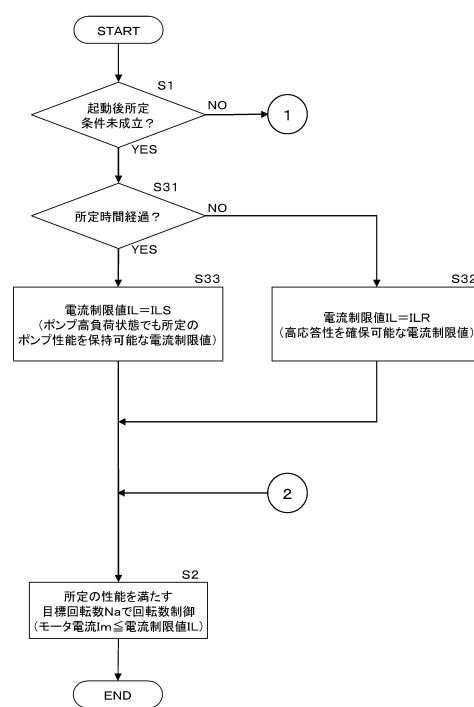 START
S1
起動後所定
条件未成立？
NO
1
YES
S31
所定時間経過？
NO
YES
S33
電流制限値IL＝ILS
(ポンプ高負荷状態でも所定の
ポンプ性能を保持可能な電流制限値)
S32
電流制限値IL＝ILR
(高応答性を確保可能な電流制限値)
2
S2
所定の性能を満たす
目標回転数Naで回転数制御
(モータ電流Im≦電流制限値IL)
END